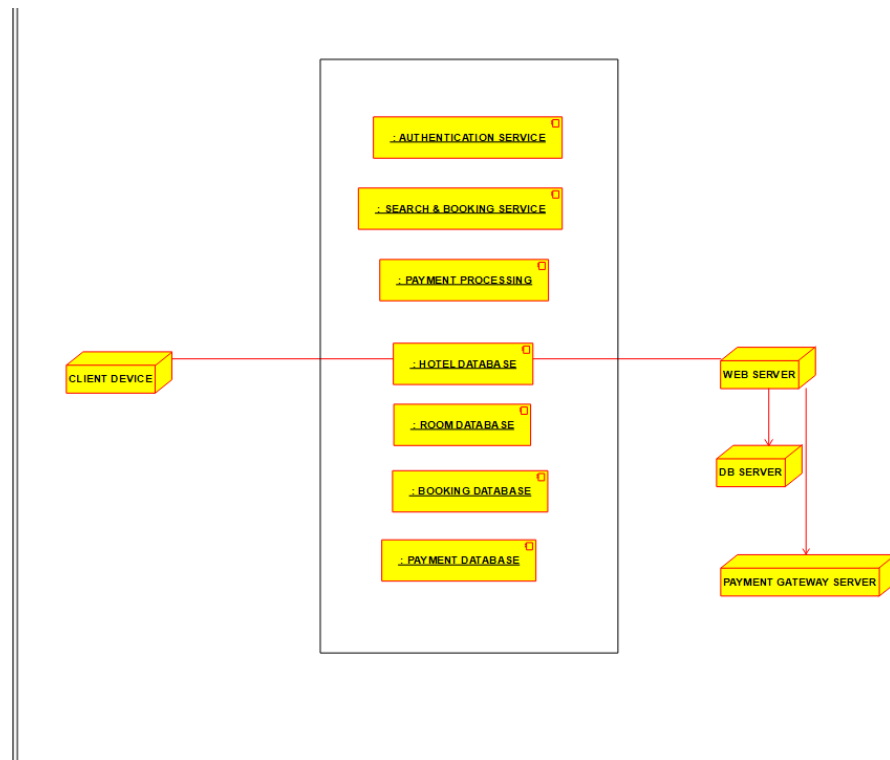 : AUTHENTICATION SERVICE
: SEARCH & BOOKING SERVICE
: PAYMENT PROCESSING
CLIENT DEVICE
: HOTEL DATABASE
WEB SERVER
: ROOM DATABASE
DB SERVER
: BOOKING DATABASE
: PAYMENT DATABASE
PAYMENT GATEWAY SERVER